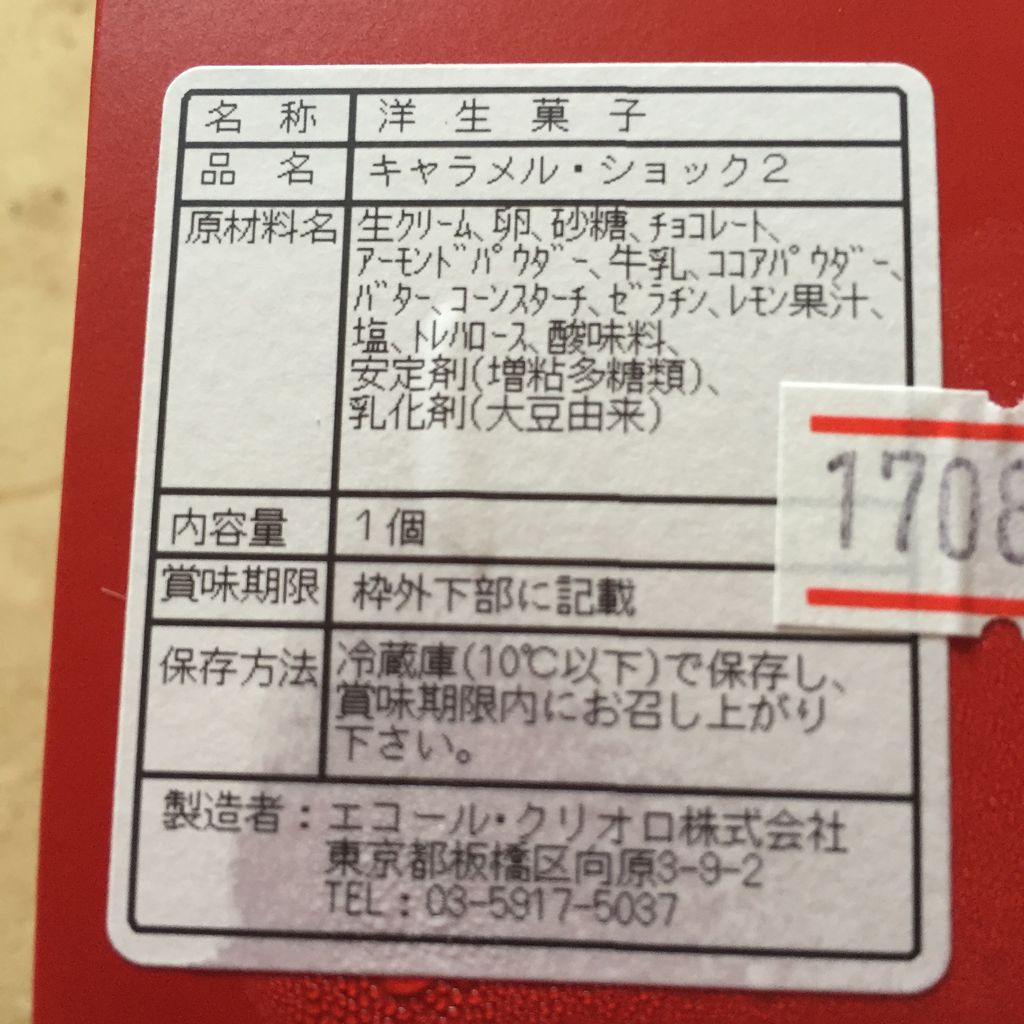 名称 洋生菓子
品名 キャラメル・ショック2
原材料名 生クリーム、卵、砂糖、チョコレート、
アーモンドパウダー、牛乳、ココアパウダー、
バター、コーンスターチ、ゼラチン、レモン果汁、
塩、トレハロース、酸味料、
安定剤(増粘多糖類)、
乳化剤(大豆由来)
1708
内容量 1個
賞味期限 枠外下部に記載
保存方法 冷蔵庫(10℃以下)で保存し、
賞味期限内にお召し上がり
下さい。
製造者:エコール・クリオロ株式会社
東京都板橋区向原3-9-2
TEL:03-5917-5037